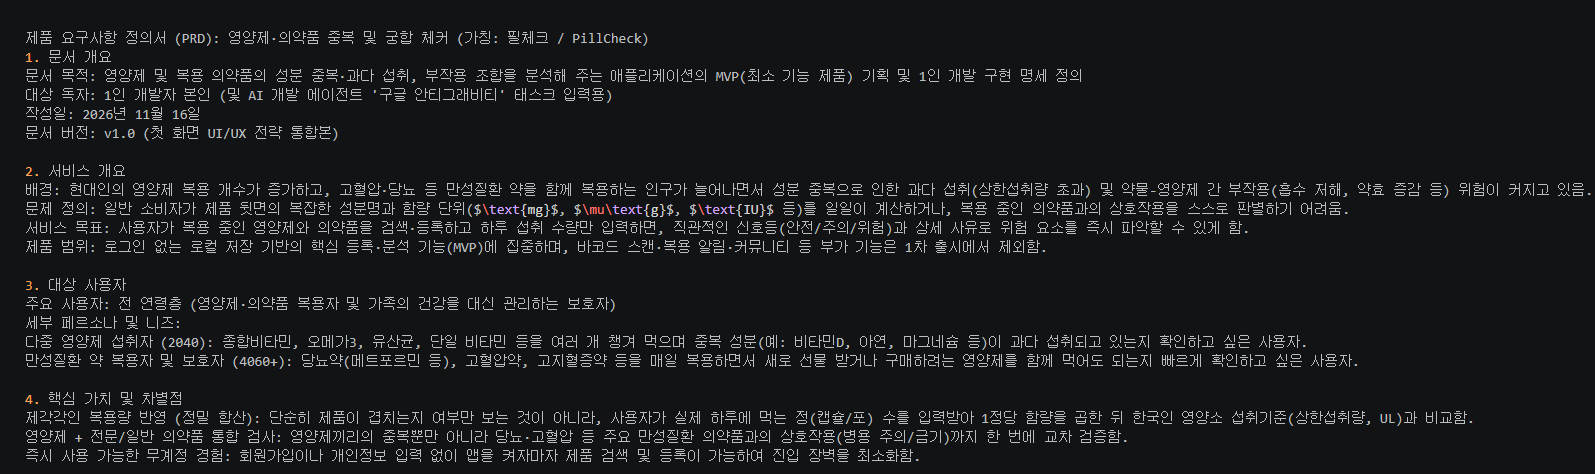 제품 요구사항 정의서 (PRD): 영양제·의약품 중복 및 궁합 체커 (가칭: 필체크 / PillCheck)
1. 문서 개요
문서 목적: 영양제 및 복용 의약품의 성분 중복·과다 섭취, 부작용 조합을 분석해 주는 애플리케이션의 MVP(최소 기능 제품) 기획 및 1인 개발 구현 명세 정의
대상 독자: 1인 개발자 본인 (및 AI 개발 에이전트 '구글 안티그래비티' 태스크 입력용)
작성일: 2026년 11월 16일
문서 버전: v1.0 (첫 화면 UI/UX 전략 통합본)
2. 서비스 개요
배경: 현대인의 영양제 복용 개수가 증가하고, 고혈압·당뇨 등 만성질환 약을 함께 복용하는 인구가 늘어나면서 성분 중복으로 인한 과다 섭취(상한섭취량 초과) 및 약물-영양제 간 부작용(흡수 저해, 약효 증감 등) 위험이 커지고 있음.
문제 정의: 일반 소비자가 제품 뒷면의 복잡한 성분명과 함량 단위($\text{mg}$, $\mu\text{g}$, $\text{IU}$ 등)를 일일이 계산하거나, 복용 중인 의약품과의 상호작용을 스스로 판별하기 어려움.
서비스 목표: 사용자가 복용 중인 영양제와 의약품을 검색·등록하고 하루 섭취 수량만 입력하면, 직관적인 신호등(안전/주의/위험)과 상세 사유로 위험 요소를 즉시 파악할 수 있게 함.
제품 범위: 로그인 없는 로컬 저장 기반의 핵심 등록·분석 기능(MVP)에 집중하며, 바코드 스캔·복용 알림·커뮤니티 등 부가 기능은 1차 출시에서 제외함.
3. 대상 사용자
주요 사용자: 전 연령층 (영양제·의약품 복용자 및 가족의 건강을 대신 관리하는 보호자)
세부 페르소나 및 니즈:
다중 영양제 섭취자 (2040): 종합비타민, 오메가3, 유산균, 단일 비타민 등을 여러 개 챙겨 먹으며 중복 성분(예: 비타민D, 아연, 마그네슘 등)이 과다 섭취되고 있는지 확인하고 싶은 사용자.
만성질환 약 복용자 및 보호자 (4060+): 당뇨약(메트포르민 등), 고혈압약, 고지혈증약 등을 매일 복용하면서 새로 선물 받거나 구매하려는 영양제를 함께 먹어도 되는지 빠르게 확인하고 싶은 사용자.
4. 핵심 가치 및 차별점
제각각인 복용량 반영 (정밀 합산): 단순히 제품이 겹치는지 여부만 보는 것이 아니라, 사용자가 실제 하루에 먹는 정(캡슐/포) 수를 입력받아 1정당 함량을 곱한 뒤 한국인 영양소 섭취기준(상한섭취량, UL)과 비교함.
영양제 + 전문/일반 의약품 통합 검사: 영양제끼리의 중복뿐만 아니라 당뇨·고혈압 등 주요 만성질환 의약품과의 상호작용(병용 주의/금기)까지 한 번에 교차 검증함.
즉시 사용 가능한 무계정 경험: 회원가입이나 개인정보 입력 없이 앱을 켜자마자 제품 검색 및 등록이 가능하여 진입 장벽을 최소화함.